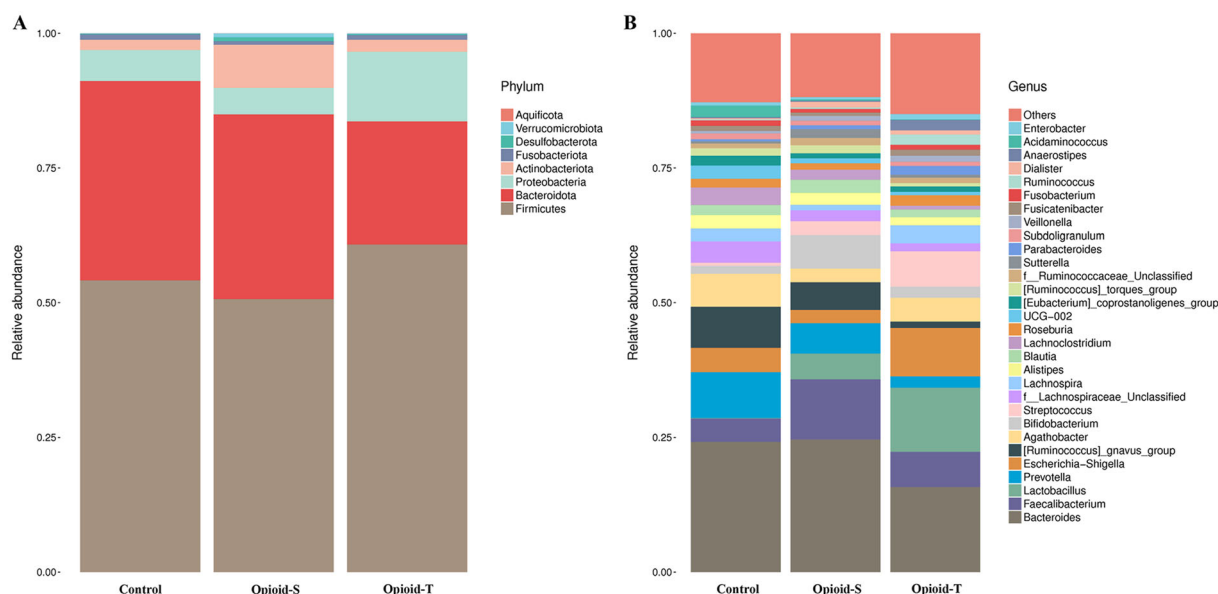 A
1.00-
0.75-
0.50-
0.25-
0.00-
Relative abundance
Control
Opioid-S
Opioid-T
Phylum
Aquificota
Verrucomicrobiota
Desulfobacterota
Fusobacteriota
Actinobacteriota
Proteobacteria
Bacteroidota
Firmicutes
B
1.00-
0.75-
0.50-
0.25-
0.00-
Relative abundance
Control
Opioid-S
Opioid-T
Genus
Others
Enterobacter
Acidaminococcus
Anaerostipes
Dialister
Ruminococcus
Fusobacterium
Fusicatenibacter
Veillonella
Subdoligranulum
Parabacteroides
Sutterella
f__Ruminococcaceae_Unclassified
[Ruminococcus]_torques_group
[Eubacterium]_coprostanoligenes_group
UCG-002
Roseburia
Lachnoclostridium
Blautia
Alistipes
Lachnospira
f__Lachnospiraceae_Unclassified
Streptococcus
Bifidobacterium
Agathobacter
[Ruminococcus]_gnavus_group
Escherichia-Shigella
Prevotella
Lactobacillus
Faecalibacterium
Bacteroides